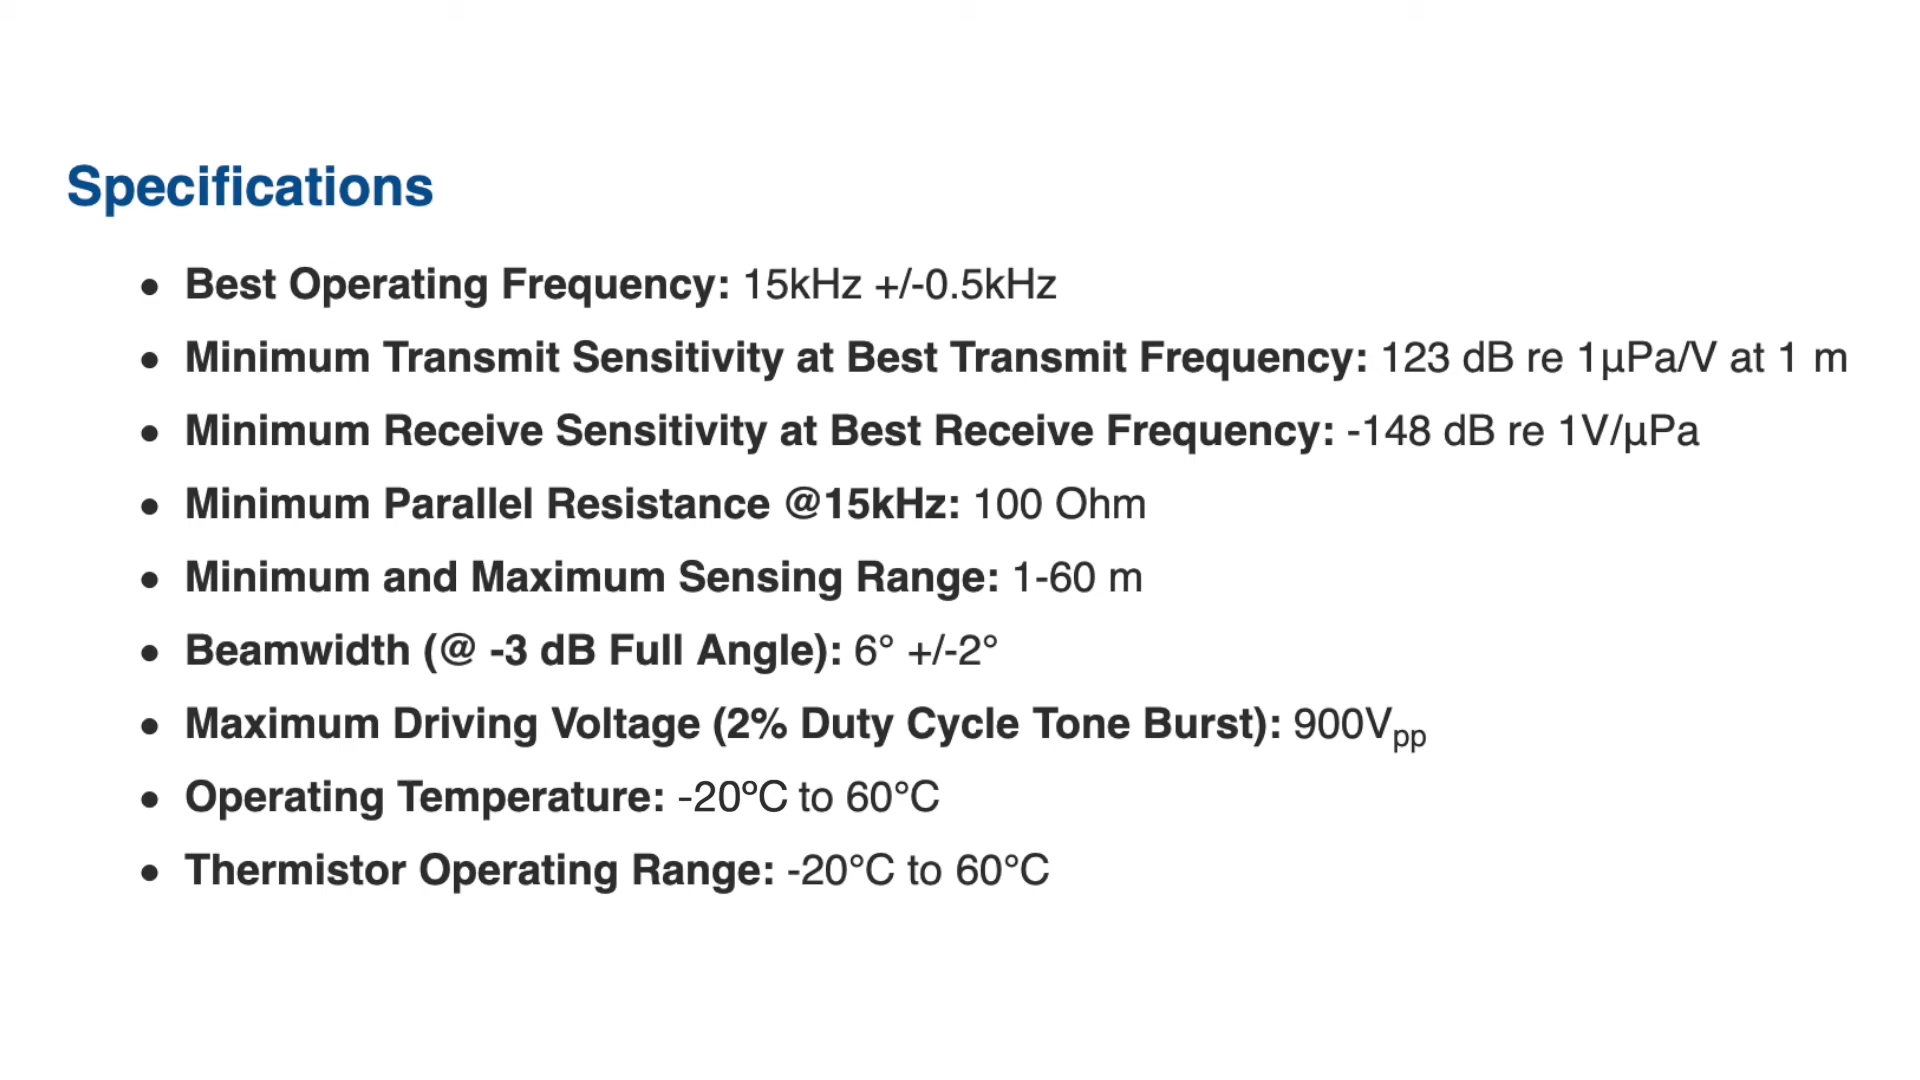 Specifications
• Best Operating Frequency: 15kHz +/-0.5kHz
• Minimum Transmit Sensitivity at Best Transmit Frequency: 123 dB re 1μPa/V at 1 m
• Minimum Receive Sensitivity at Best Receive Frequency: -148 dB re 1V/μPa
• Minimum Parallel Resistance @15kHz: 100 Ohm
• Minimum and Maximum Sensing Range: 1-60 m
• Beamwidth (@ -3 dB Full Angle): 6° +/-2°
• Maximum Driving Voltage (2% Duty Cycle Tone Burst): 900Vpp
• Operating Temperature: -20ºC to 60°C
• Thermistor Operating Range: -20°C to 60°C